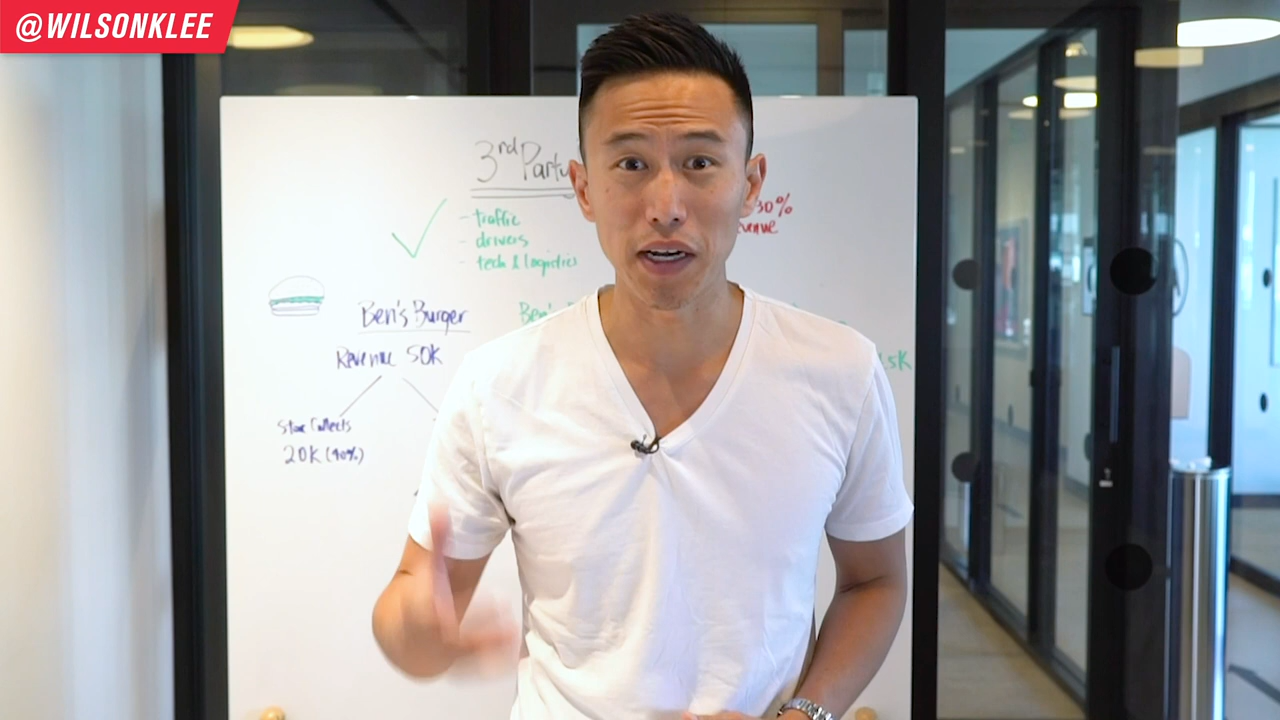 @WILSONKLEE
3rd Party
- traffic
- drivers
- tech & logistics
30%
Ben's Burger
Revenue 50K
Store Collects
20K (40%)